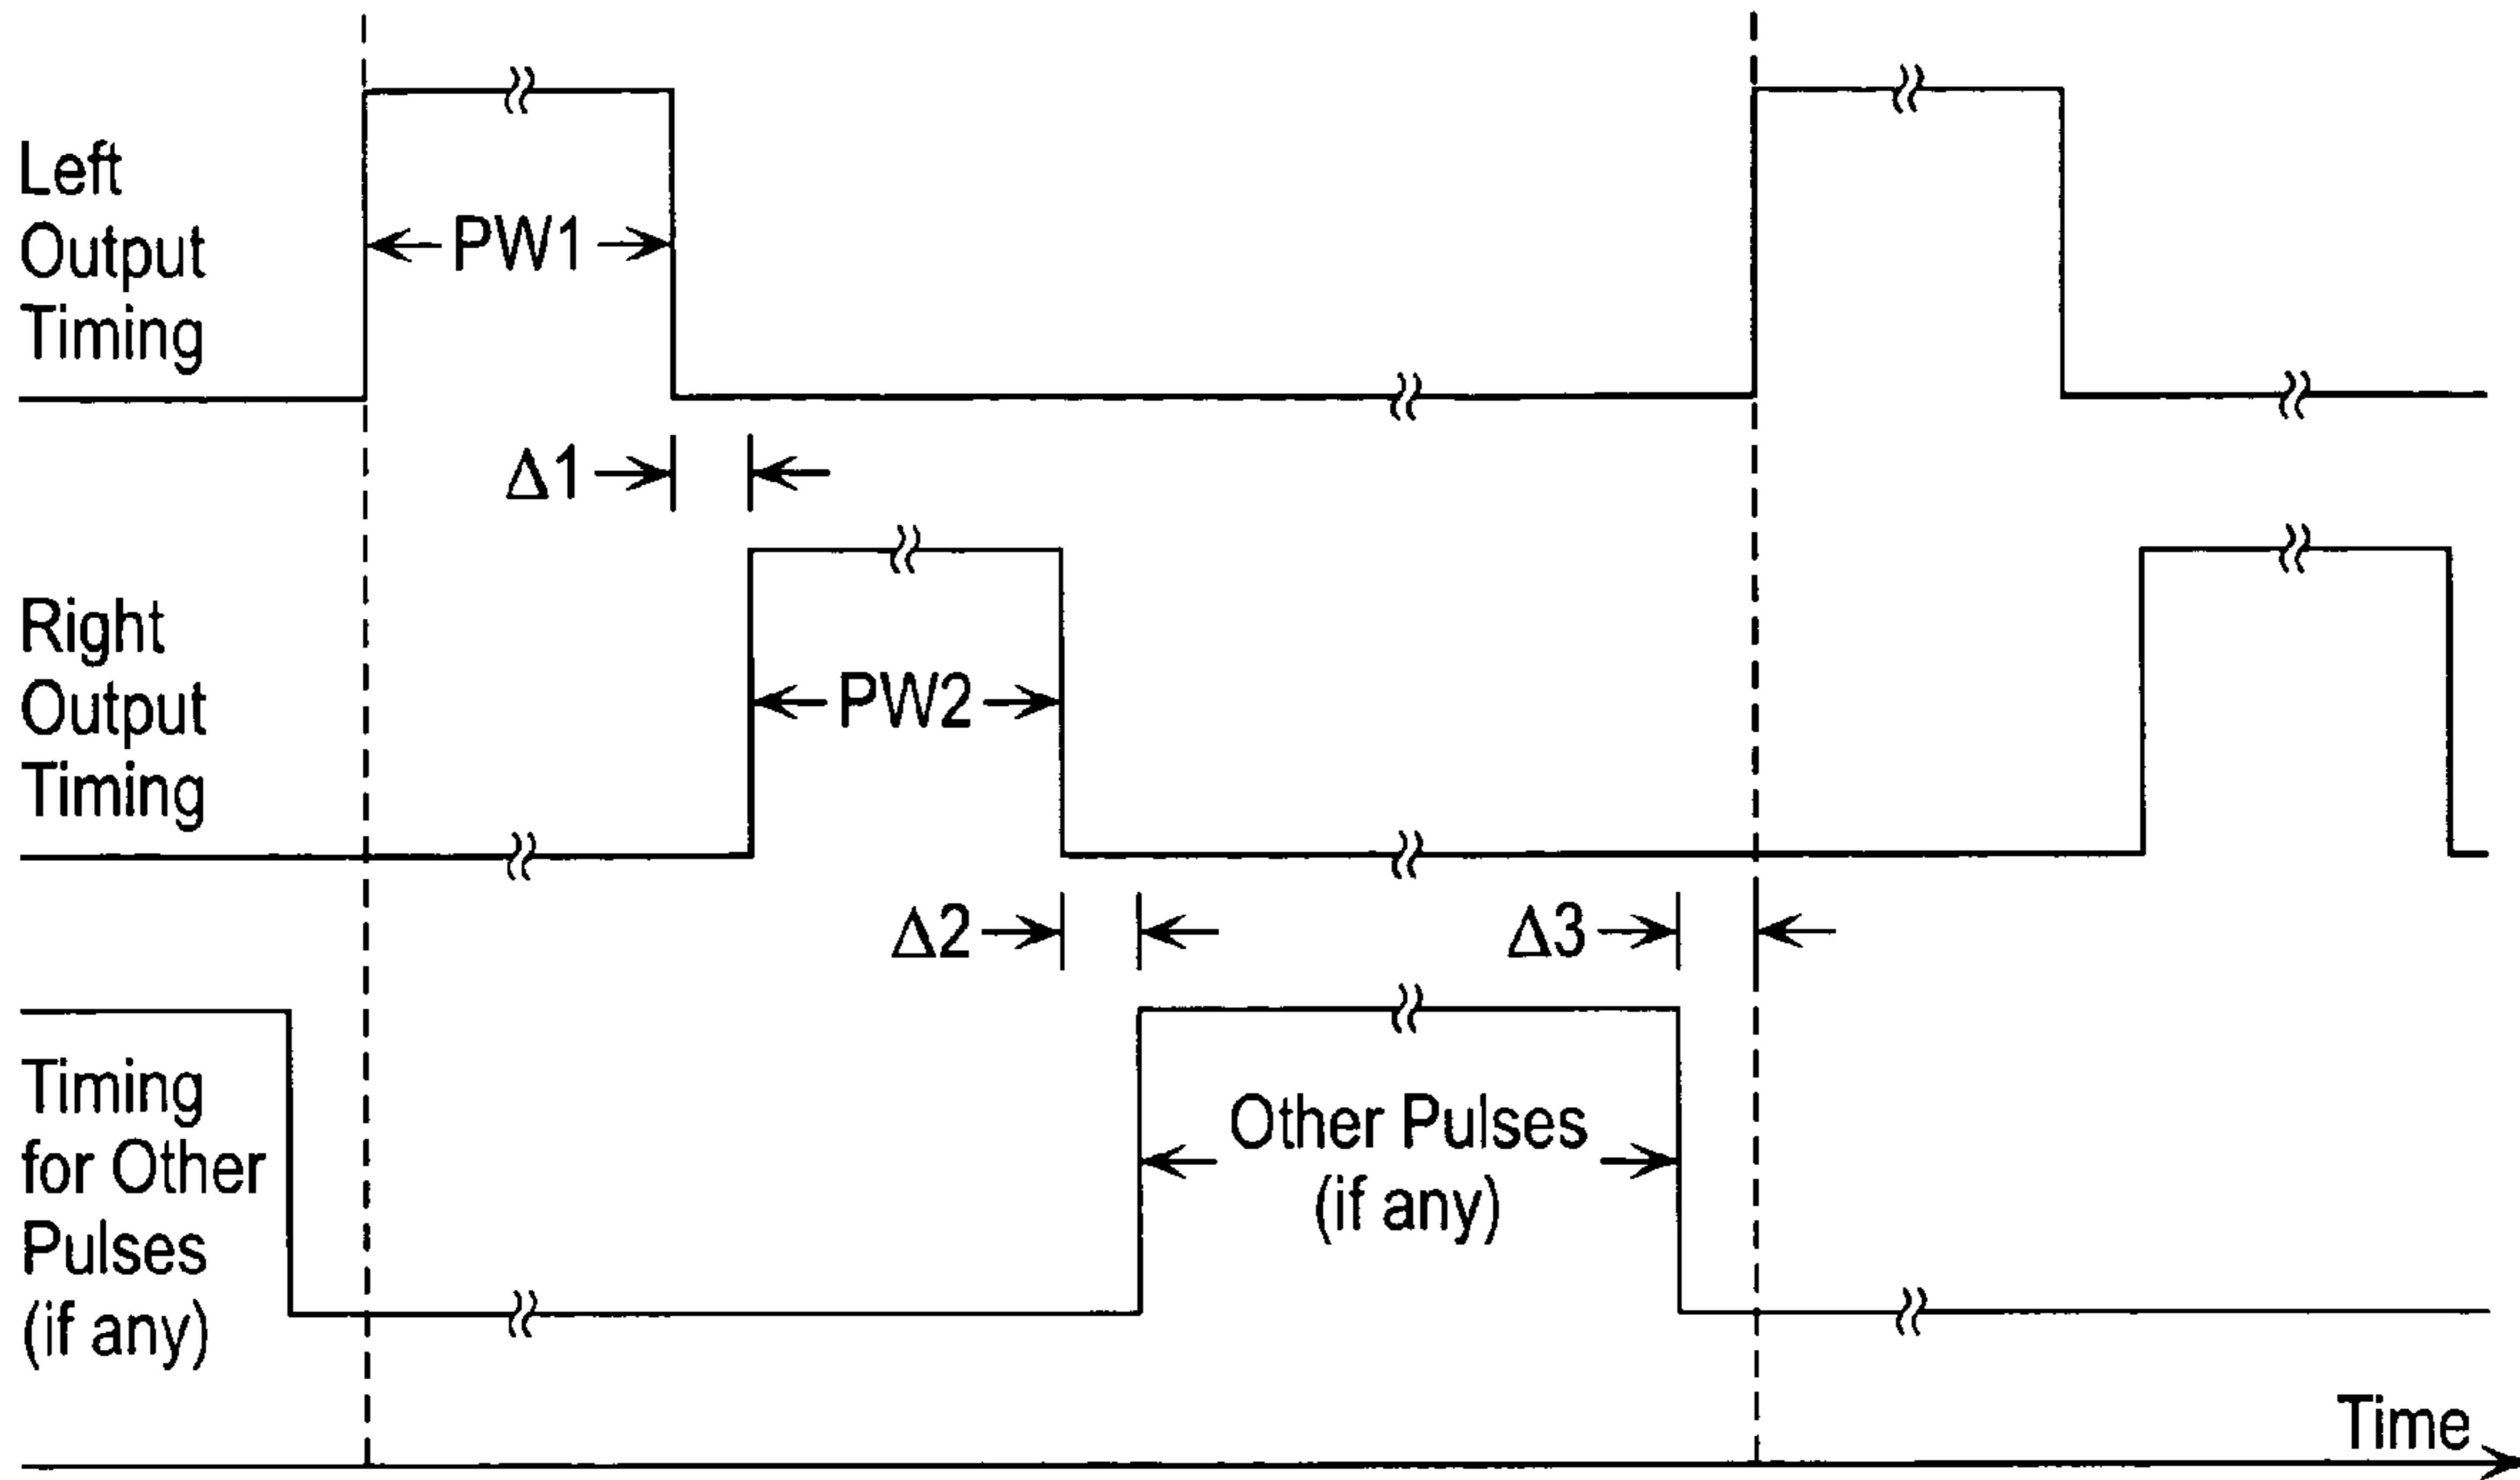 Left
Output
Timing
PW1
Δ1
Right
Output
Timing
PW2
Δ2
Δ3
Timing
for Other
Pulses
(if any)
Other Pulses
(if any)
Time